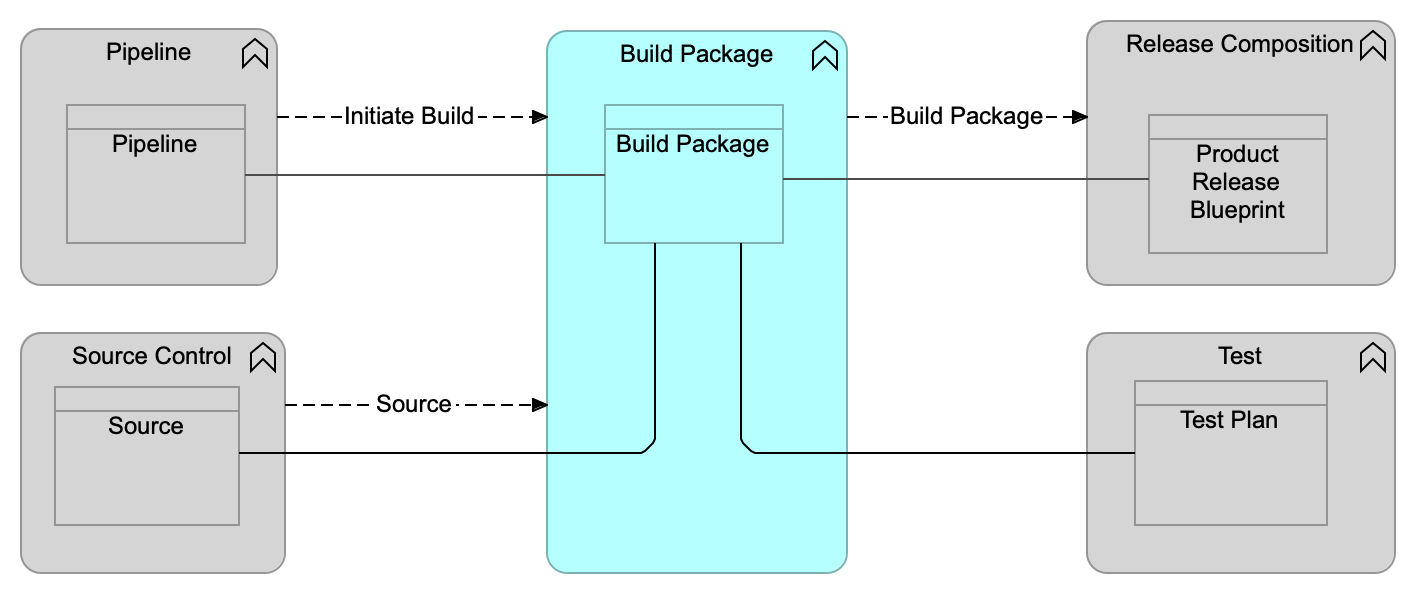 Pipeline
Build Package
Release Composition
Initiate Build
Build Package
Pipeline
Build Package
Product
Release
Blueprint
Source Control
Test
Source
Source
Test Plan